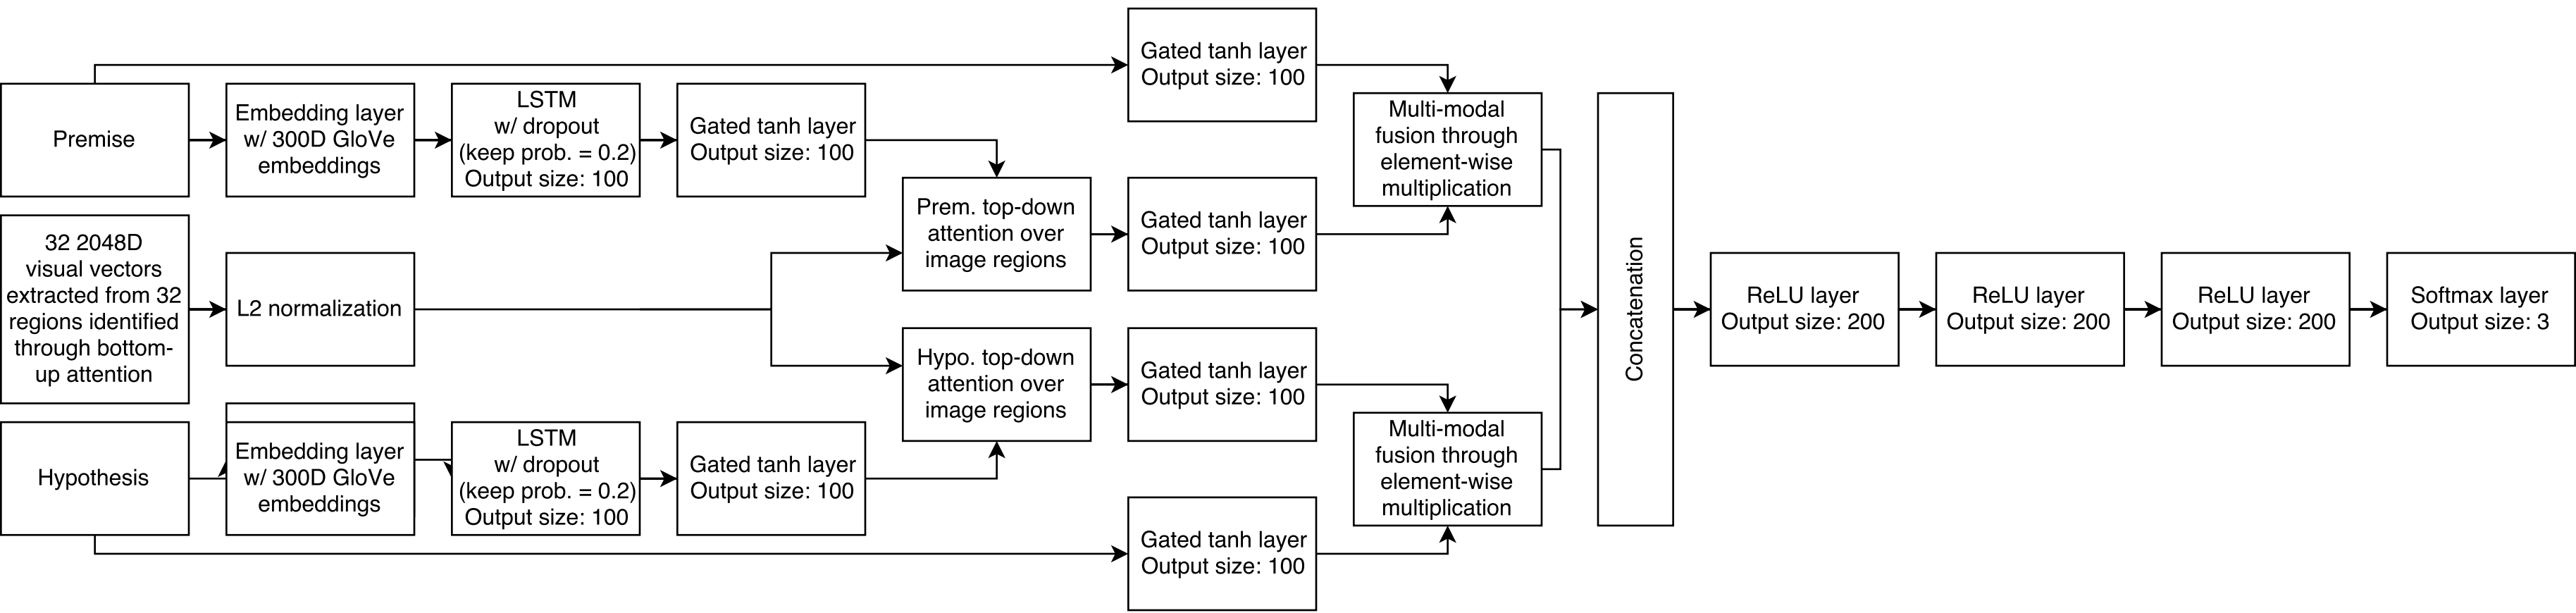 Gated tanh layer
Output size: 100
Premise
Embedding layer
w/ 300D GloVe
embeddings
LSTM
w/ dropout
(keep prob. = 0.2)
Output size: 100
Gated tanh layer
Output size: 100
Multi-modal
fusion through
element-wise
multiplication
Prem. top-down
attention over
image regions
Gated tanh layer
Output size: 100
32 2048D
visual vectors
extracted from 32
regions identified
through bottom-
up attention
L2 normalization
Concatenation
ReLU layer
Output size: 200
ReLU layer
Output size: 200
ReLU layer
Output size: 200
Softmax layer
Output size: 3
Hypo. top-down
attention over
image regions
Gated tanh layer
Output size: 100
Hypothesis
Embedding layer
w/ 300D GloVe
embeddings
LSTM
w/ dropout
(keep prob. = 0.2)
Output size: 100
Gated tanh layer
Output size: 100
Multi-modal
fusion through
element-wise
multiplication
Gated tanh layer
Output size: 100